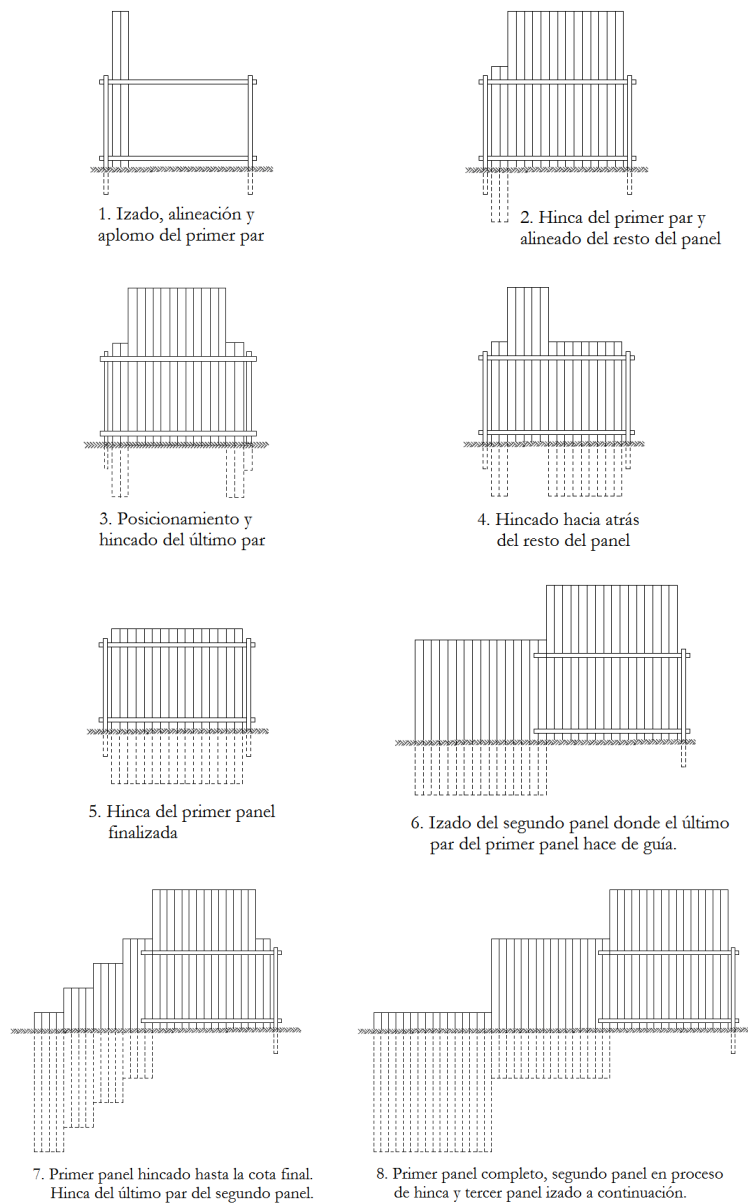 1. Izado, alineación y
aplomo del primer par
2. Hinca del primer par y
alineado del resto del panel
3. Posicionamiento y
hincado del último par
4. Hincado hacia atrás
del resto del panel
5. Hinca del primer panel
finalizada
6. Izado del segundo panel donde el último
par del primer panel hace de guía.
7. Primer panel hincado hasta la cota final.
Hinca del último par del segundo panel.
8. Primer panel completo, segundo panel en proceso
de hinca y tercer panel izado a continuación.